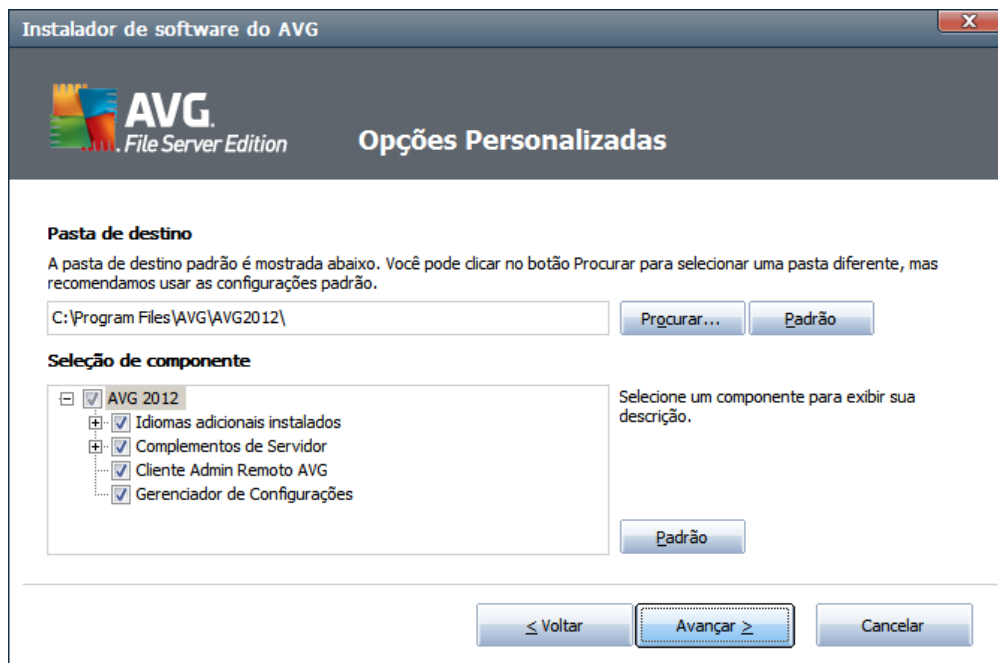 Instalador de software do AVG
X
AVG.
File Server Edition
Opções Personalizadas
Pasta de destino
A pasta de destino padrão é mostrada abaixo. Você pode clicar no botão Procurar para selecionar uma pasta diferente, mas
recomendamos usar as configurações padrão.
C:\Program Files\AVG\AVG2012\
Procurar...
Padrão
Seleção de componente
AVG 2012
Idiomas adicionais instalados
Complementos de Servidor
Cliente Admin Remoto AVG
Gerenciador de Configurações
Selecione um componente para exibir sua
descrição.
Padrão
< Voltar
Avançar >
Cancelar